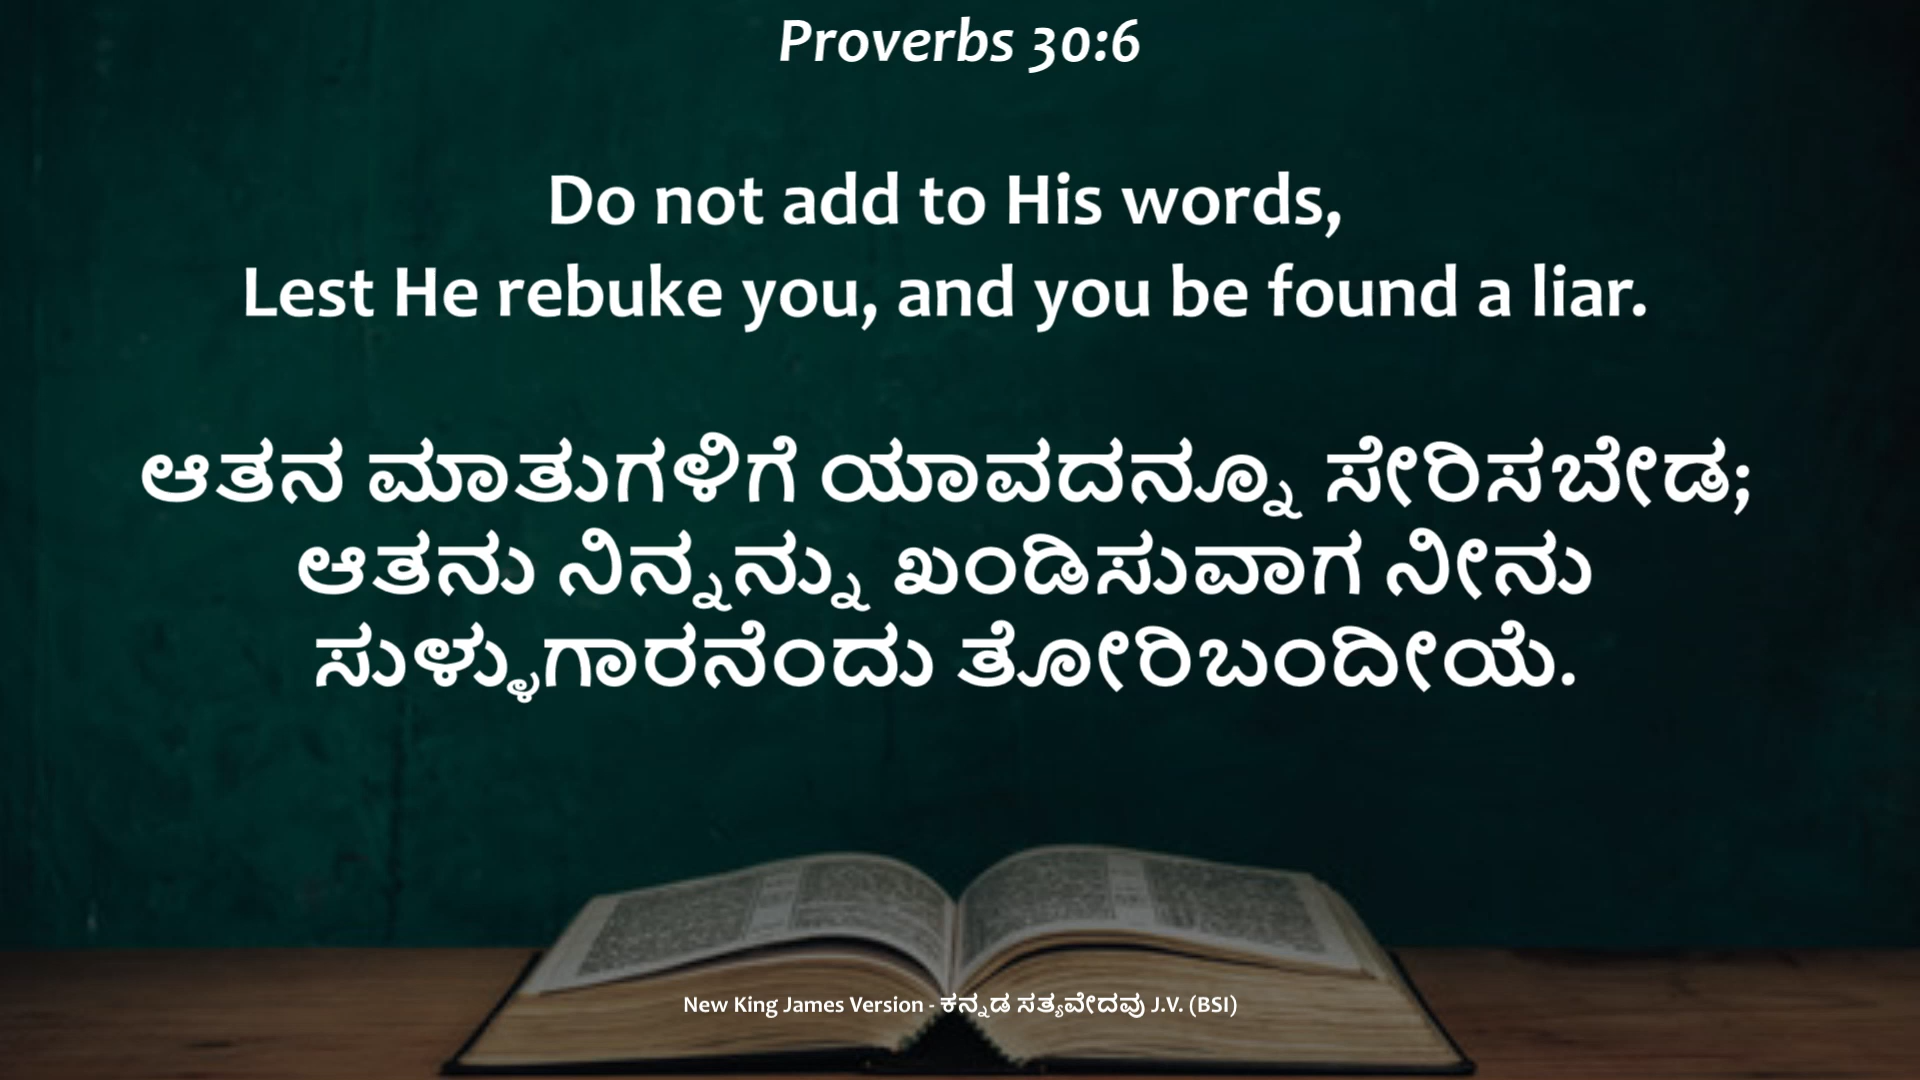 Proverbs 30:6
Do not add to His words,
Lest He rebuke you, and you be found a liar.
ಆತನ ಮಾತುಗಳಿಗೆ ಯಾವದನ್ನೂ ಸೇರಿಸಬೇಡ;
ಆತನು ನಿನ್ನನ್ನು ಖಂಡಿಸುವಾಗ ನೀನು
ಸುಳ್ಳುಗಾರನೆಂದು ತೋರಿಬಂದೀಯೆ.
New King James Version - ಕನ್ನಡ ಸತ್ಯವೇದವು J.V. (BSI)